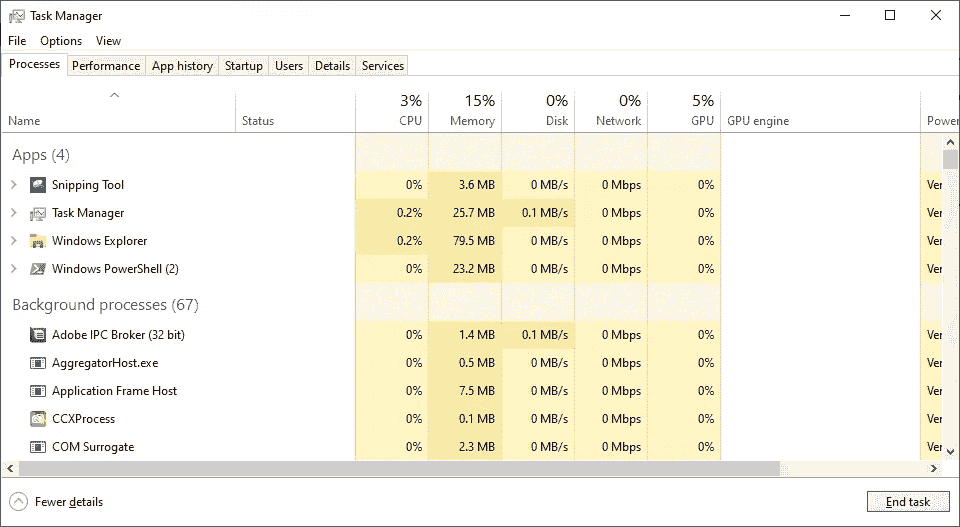 Task Manager
File Options View
Processes Performance App history Startup Users Details Services
3% 15% 0% 0% 5%
Name Status CPU Memory Disk Network GPU GPU engine Power
Apps (4)
Snipping Tool 0% 3.6 MB 0 MB/s 0 Mbps 0% Ver
Task Manager 0.2% 25.7 MB 0.1 MB/s 0 Mbps 0% Ver
Windows Explorer 0.2% 79.5 MB 0 MB/s 0 Mbps 0% Ver
Windows PowerShell (2) 0% 23.2 MB 0 MB/s 0 Mbps 0% Ver
Background processes (67)
Adobe IPC Broker (32 bit) 0% 1.4 MB 0.1 MB/s 0 Mbps 0% Ver
AggregatorHost.exe 0% 0.5 MB 0 MB/s 0 Mbps 0% Ver
Application Frame Host 0% 7.5 MB 0 MB/s 0 Mbps 0% Ver
CCXProcess 0% 0.1 MB 0 MB/s 0 Mbps 0% Ver
COM Surrogate 0% 2.3 MB 0 MB/s 0 Mbps 0% Ver
Fewer details End task